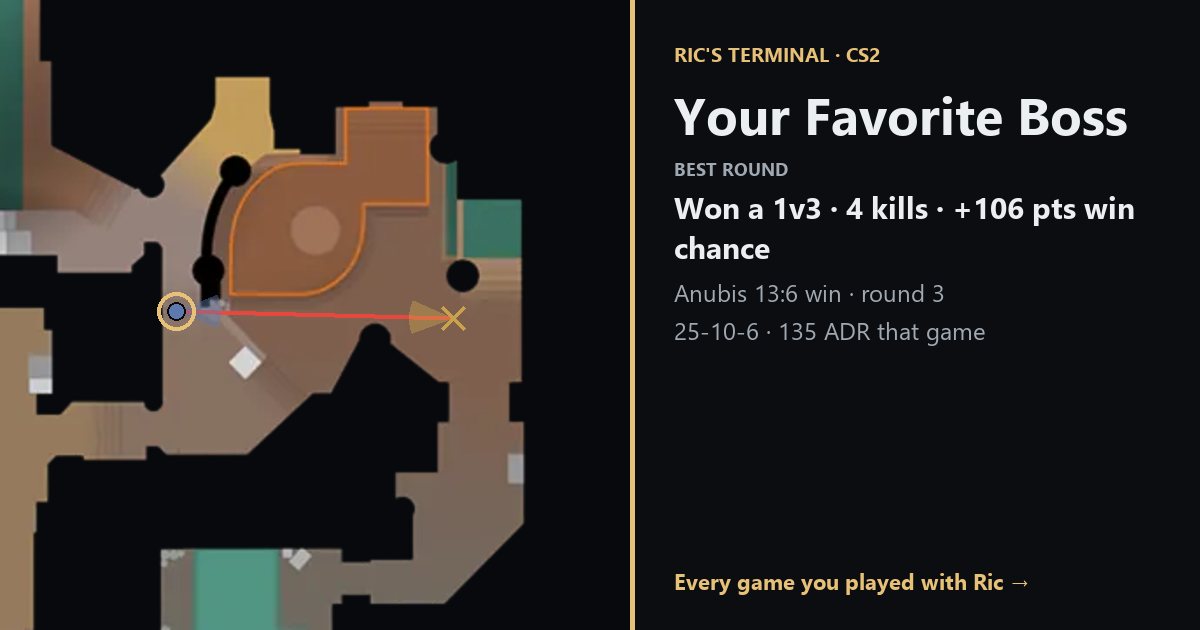 RIC'S TERMINAL · CS2
Your Favorite Boss
BEST ROUND
Won a 1v3 · 4 kills · +106 pts win
chance
Anubis 13:6 win · round 3
25-10-6 · 135 ADR that game
Every game you played with Ric →